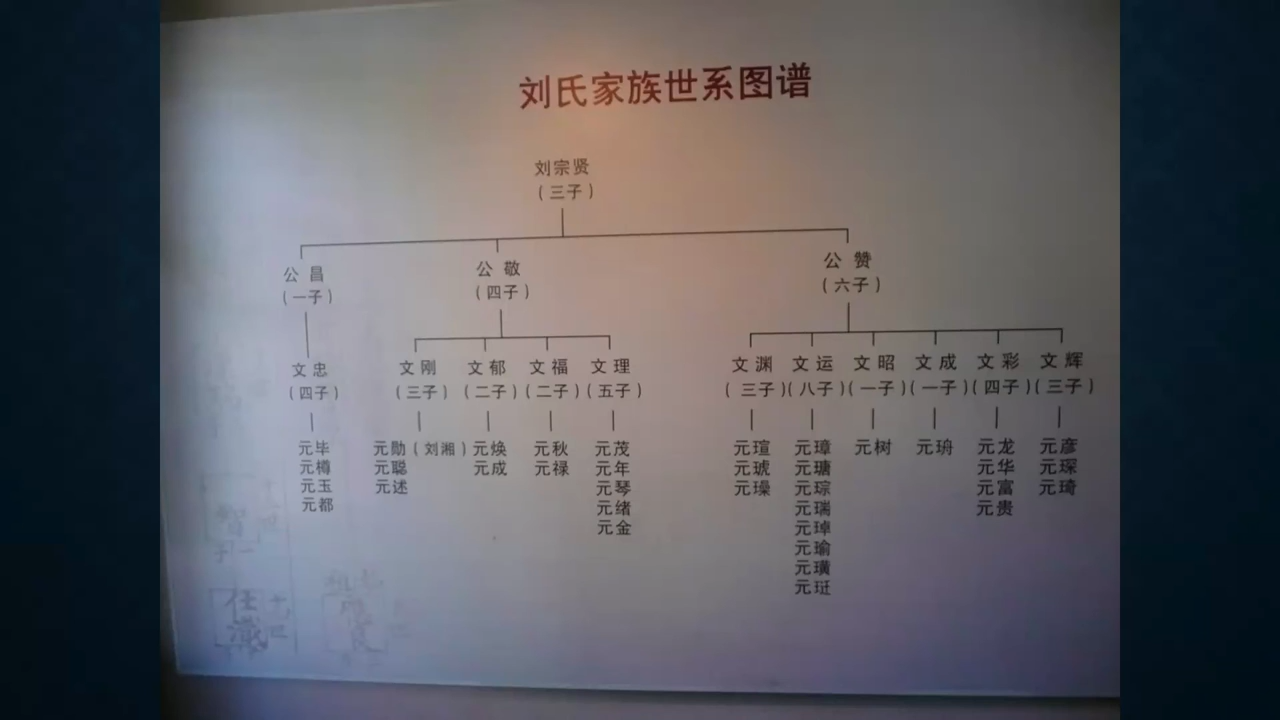 刘氏家族世系图谱
刘宗贤
(三子)
公昌 公敬 公赞
(一子) (四子) (六子)
文忠 文刚 文郁 文福 文理 文渊 文运 文昭 文成 文彩 文辉
(四子) (三子) (二子) (二子) (五子) (三子) (八子) (一子) (一子) (四子) (三子)
元毕 元勋(刘湘) 元焕 元秋 元茂 元瑄 元璋 元树 元珘 元龙 元彦
元樽 元聪 元成 元禄 元年 元琥 元瑭 元华 元琛
元玉 元述 元琴 元璪 元琮 元富 元琦
元都 元绪 元瑞 元贵
元金 元琸
元瑜
元璜
元珽